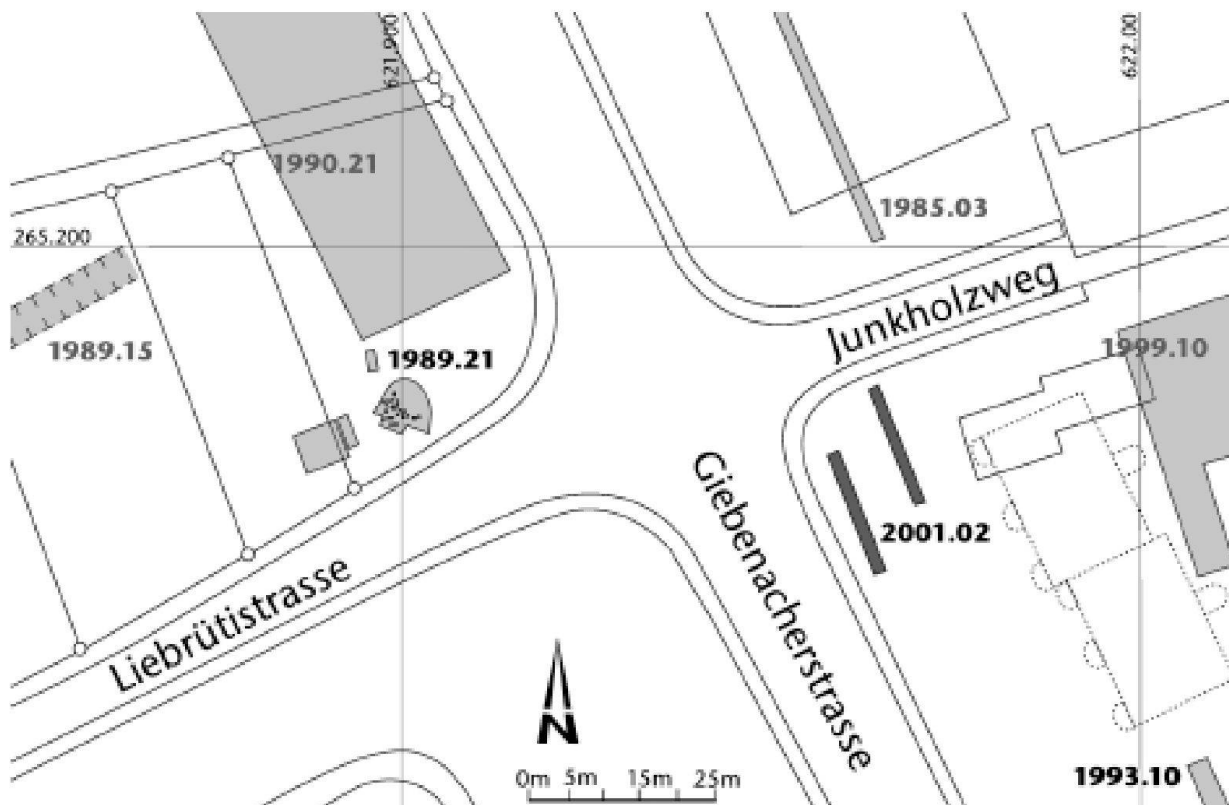 621.900
622.00
1990.21
1985.03
265.200
Junkholzweg
1989.15
1989.21
1999.10
2001.02
Giebenacherstrasse
Liebrütistrasse
N
0m 5m 15m 25m
1993.10